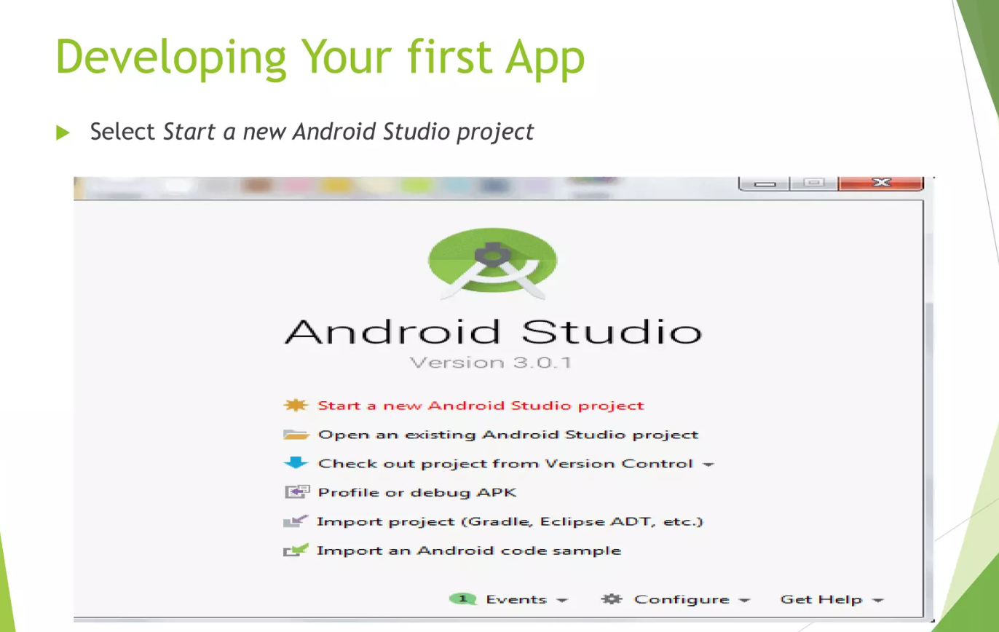 Developing Your first App
Select Start a new Android Studio project
Android Studio
Version 3.0.1
Start a new Android Studio project
Open an existing Android Studio project
Check out project from Version Control
Profile or debug APK
Import project (Gradle, Eclipse ADT, etc.)
Import an Android code sample
1 Events Configure Get Help